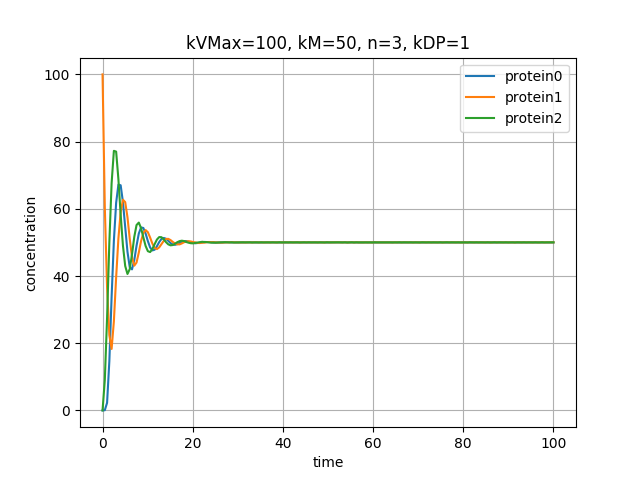 kVMax=100, kM=50, n=3, kDP=1
protein0
protein1
protein2
concentration
100
80
60
40
20
0
0 20 40 60 80 100
time